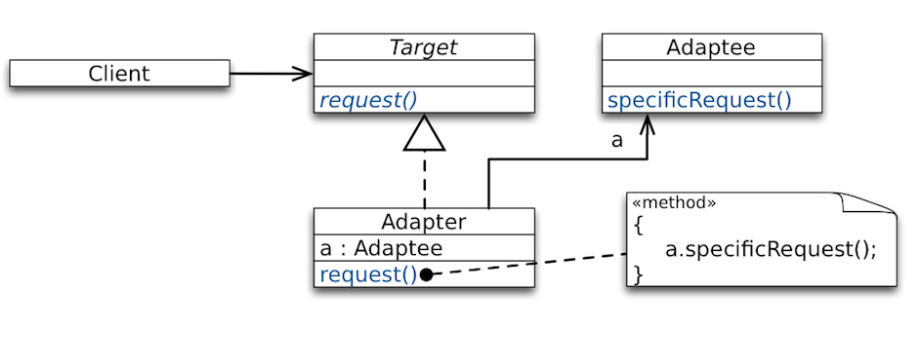 Client
Target
request()
Adaptee
specificRequest()
a
Adapter
a : Adaptee
request()
«method»
{
a.specificRequest();
}